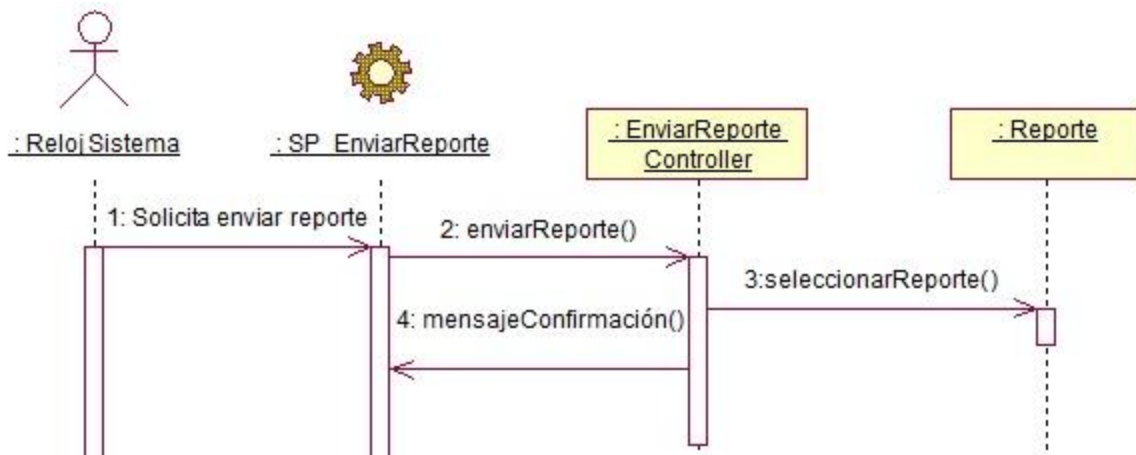 : Reloj Sistema
: SP_EnviarReporte
: EnviarReporte
Controller
: Reporte
1: Solicita enviar reporte
2: enviarReporte()
3:seleccionarReporte()
4: mensajeConfirmación()